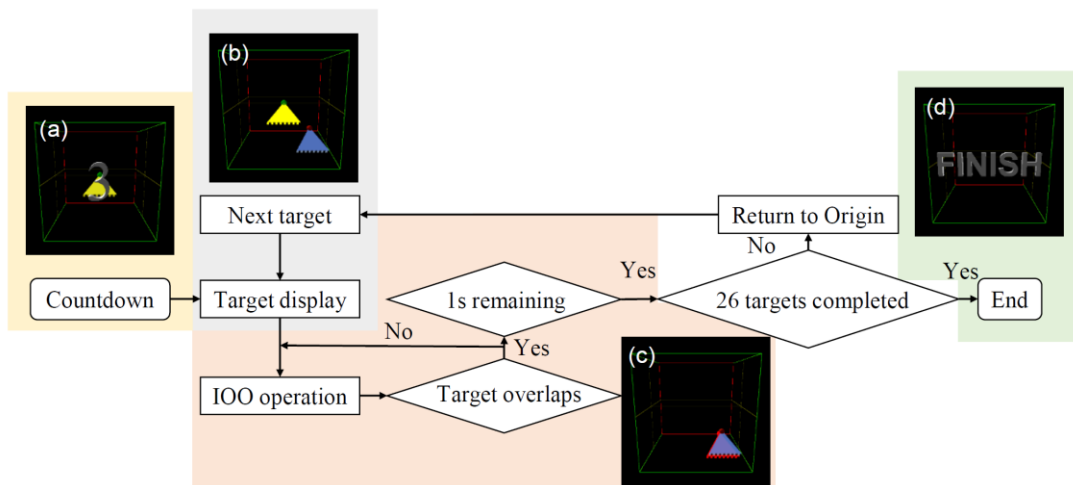 (b)
(a)
(d)
3
FINISH
Next target
Return to Origin
No
Yes
Yes
Countdown
Target display
1s remaining
26 targets completed
End
No
Yes
(c)
IOO operation
Target overlaps